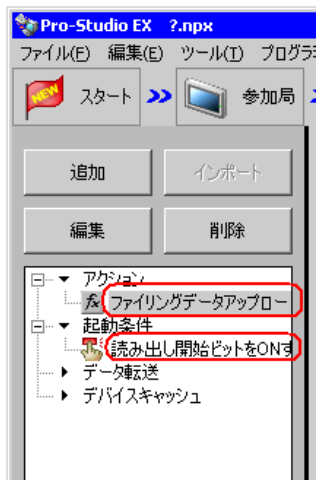 Pro-Studio EX ?.npx
ファイル(F) 編集(E) ツール(T) プログラ
NEW スタート 参加局
追加 インポート
編集 削除
アクション
fx ファイリングデータアップロー
起動条件
読み出し開始ビットをONす
データ転送
デバイスキャッシュ